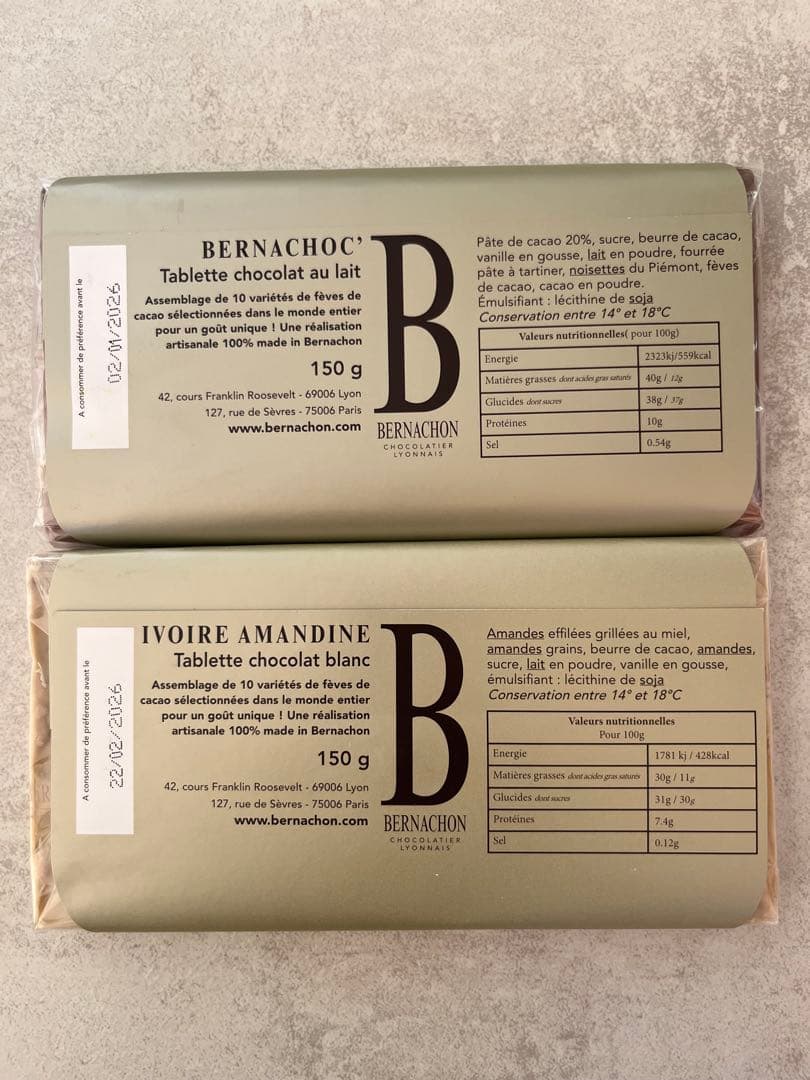 A consommer de préférence avant le
02/01/2026
BERNACHOC'
Tablette chocolat au lait
Assemblage de 10 variétés de fèves de
cacao sélectionnées dans le monde entier
pour un goût unique ! Une réalisation
artisanale 100% made in Bernachon
150 g
42, cours Franklin Roosevelt - 69006 Lyon
127, rue de Sèvres - 75006 Paris
www.bernachon.com
B
BERNACHON
CHOCOLATIER
LYONNAIS
Pâte de cacao 20%, sucre, beurre de cacao,
vanille en gousse, lait en poudre, fourrée
pâte à tartiner, noisettes du Piémont, fèves
de cacao, cacao en poudre.
Émulsifiant : lécithine de soja
Conservation entre 14° et 18°C
Valeurs nutritionnelles( pour 100g)
Energie 2323kj/559kcal
Matières grasses dont acides gras saturés 40g / 12g
Glucides dont sucres 38g / 37g
Protéines 10g
Sel 0.54g
A consommer de préférence avant le
22/02/2026
IVOIRE AMANDINE
Tablette chocolat blanc
Assemblage de 10 variétés de fèves de
cacao sélectionnées dans le monde entier
pour un goût unique ! Une réalisation
artisanale 100% made in Bernachon
150 g
42, cours Franklin Roosevelt - 69006 Lyon
127, rue de Sèvres - 75006 Paris
www.bernachon.com
B
BERNACHON
CHOCOLATIER
LYONNAIS
Amandes effilées grillées au miel,
amandes grains, beurre de cacao, amandes,
sucre, lait en poudre, vanille en gousse,
émulsifiant : lécithine de soja
Conservation entre 14° et 18°C
Valeurs nutritionnelles
Pour 100g
Energie 1781 kj / 428kcal
Matières grasses dont acides gras saturés 30g / 11g
Glucides dont sucres 31g / 30g
Protéines 7.4g
Sel 0.12g